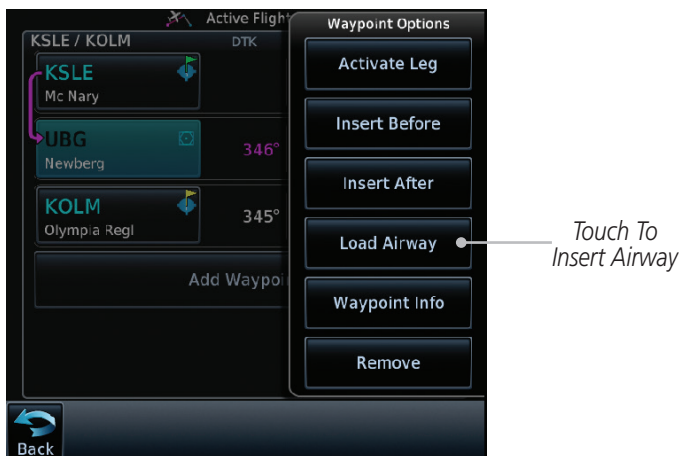 Active Flight
Waypoint Options
KSLE / KOLM
DTK
Activate Leg
KSLE
Mc Nary
Insert Before
UBG
346°
Newberg
Insert After
KOLM
345°
Olympia Regl
Load Airway
Touch To
Insert Airway
Add Waypoi
Waypoint Info
Remove
Back